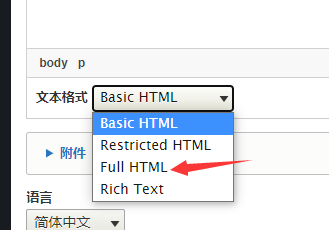 body p
文本格式 Basic HTML
Basic HTML
Restricted HTML
Full HTML
Rich Text
附件
语言
简体中文